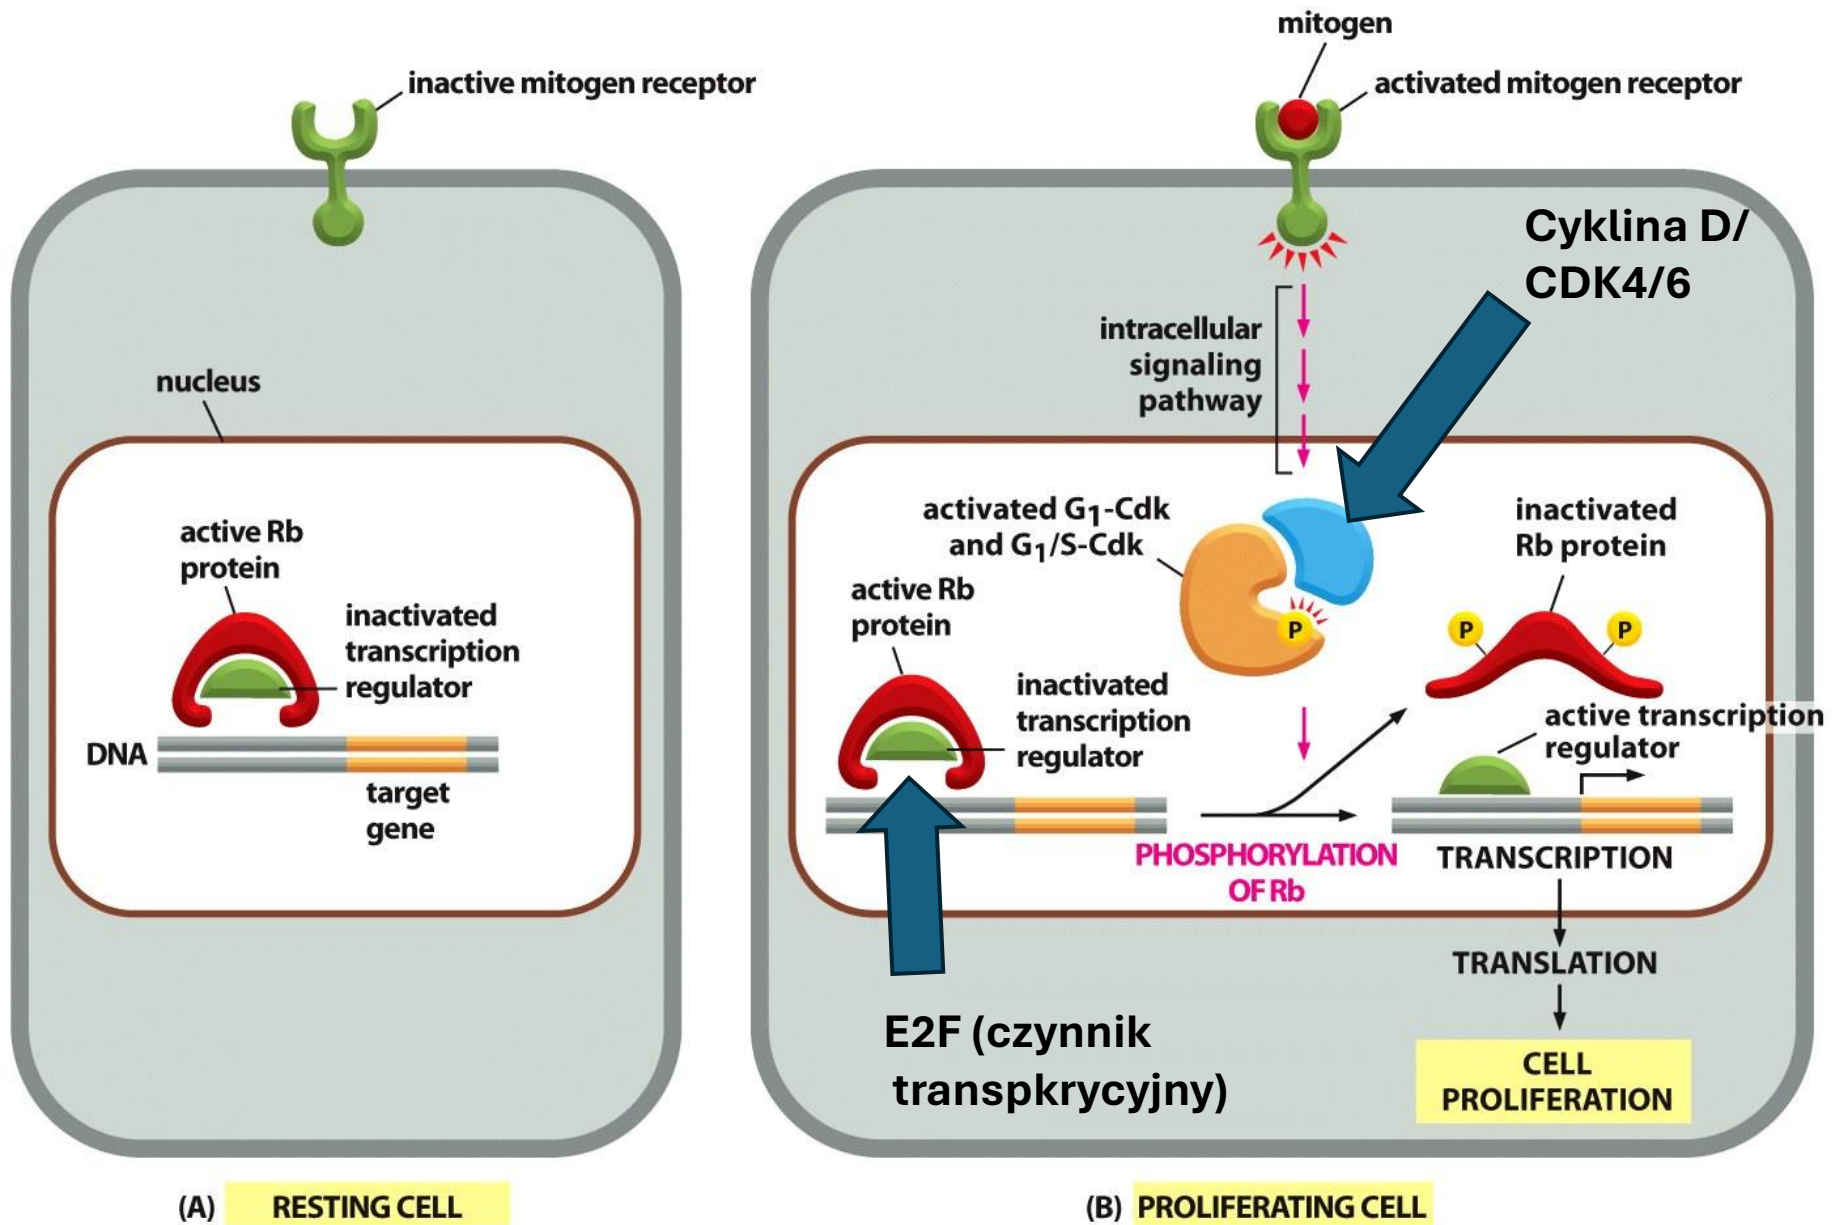 inactive mitogen receptor
nucleus
active Rb
protein
inactivated
transcription
regulator
DNA
target
gene
(A) RESTING CELL
mitogen
activated mitogen receptor
Cyklina D/
CDK4/6
intracellular
signaling
pathway
activated G1-Cdk
and G1/S-Cdk
P
active Rb
protein
inactivated
transcription
regulator
inactivated
Rb protein
P
P
active transcription
regulator
PHOSPHORYLATION
OF Rb
TRANSCRIPTION
TRANSLATION
CELL
PROLIFERATION
E2F (czynnik
transpkrycyjny)
(B) PROLIFERATING CELL